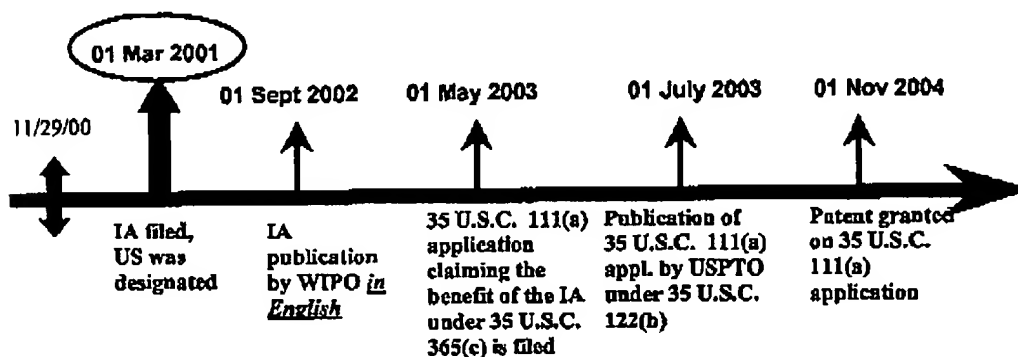 01 Mar 2001
01 Sept 2002
01 May 2003
01 July 2003
01 Nov 2004
11/29/00
IA filed,
US was
designated
IA
publication
by WIPO in
English
35 U.S.C. 111(a)
application
claiming the
benefit of the IA
under 35 U.S.C.
365(c) is filed
Publication of
35 U.S.C. 111(a)
appl. by USPTO
under 35 U.S.C.
122(b)
Patent granted
on 35 U.S.C.
111(a)
application